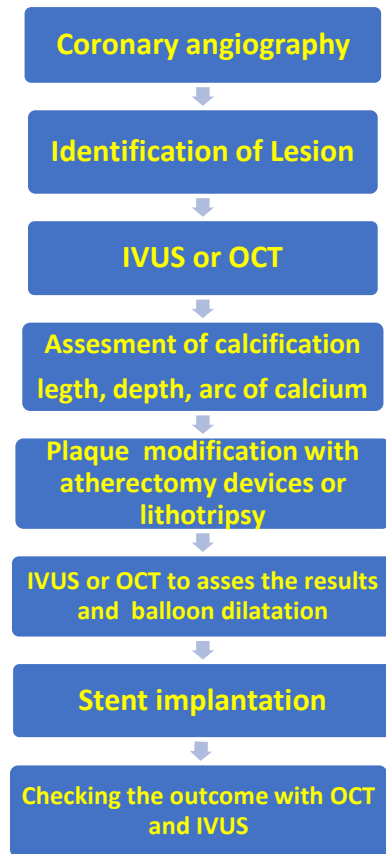 Coronary angiography
Identification of Lesion
IVUS or OCT
Assesment of calcification
legth, depth, arc of calcium
Plaque modification with
atherectomy devices or
lithotripsy
IVUS or OCT to asses the results
and balloon dilatation
Stent implantation
Checking the outcome with OCT
and IVUS